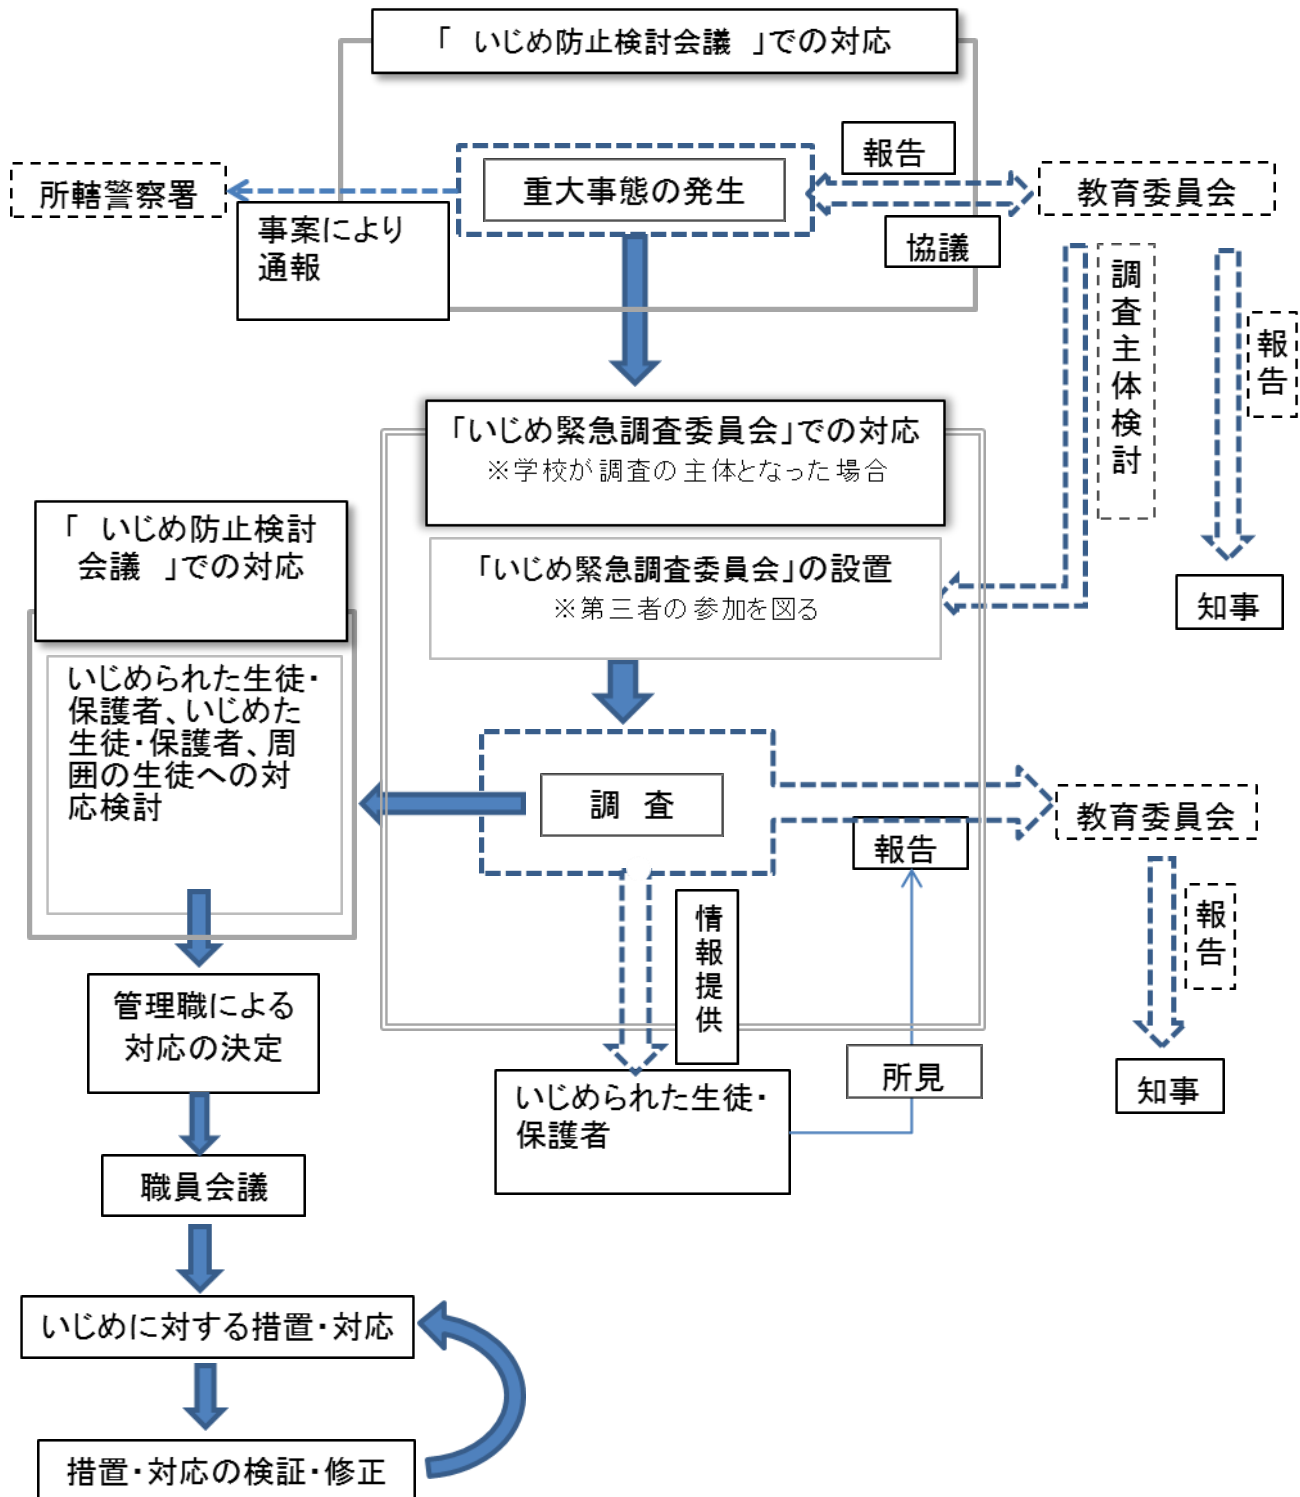 「　いじめ防止検討会議　」での対応
報告
所轄警察署
重大事態の発生
教育委員会
事案により
通報
協議
調査主体検討
報告
「いじめ緊急調査委員会」での対応
※学校が調査の主体となった場合
「　いじめ防止検討
会議　」での対応
「いじめ緊急調査委員会」の設置
※第三者の参加を図る
知事
いじめられた生徒・
保護者、いじめた
生徒・保護者、周
囲の生徒への対
応検討
調　査
教育委員会
報告
情報提供
報告
管理職による
対応の決定
所見
知事
いじめられた生徒・
保護者
職員会議
いじめに対する措置・対応
措置・対応の検証・修正